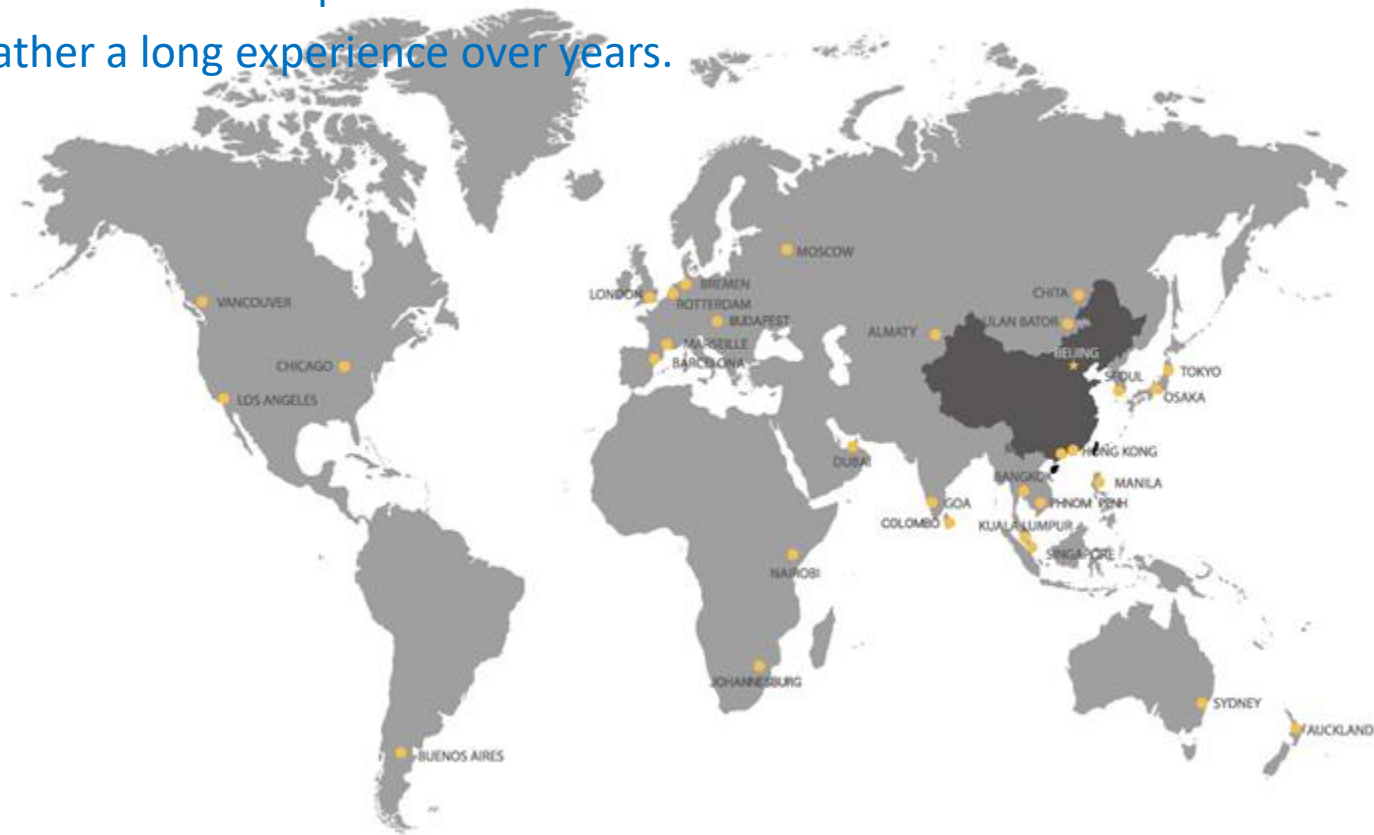 ather a long experience over years.
MOSCOW
BREMEN
LONDON
ROTTERDAM
CHITA
VANCOUVER
BUDAPEST
ULAN BATOR
ALMATY
MARSEILLE
BEIJING
BARCELONA
CHICAGO
SEOUL
TOKYO
LOS ANGELES
OSAKA
HONG KONG
DUBAI
BANGKOK
MANILA
GOA
PHNOM PENH
COLOMBO
KUALA LUMPUR
SINGAPORE
NAIROBI
JOHANNESBURG
SYDNEY
AUCKLAND
BUENOS AIRES